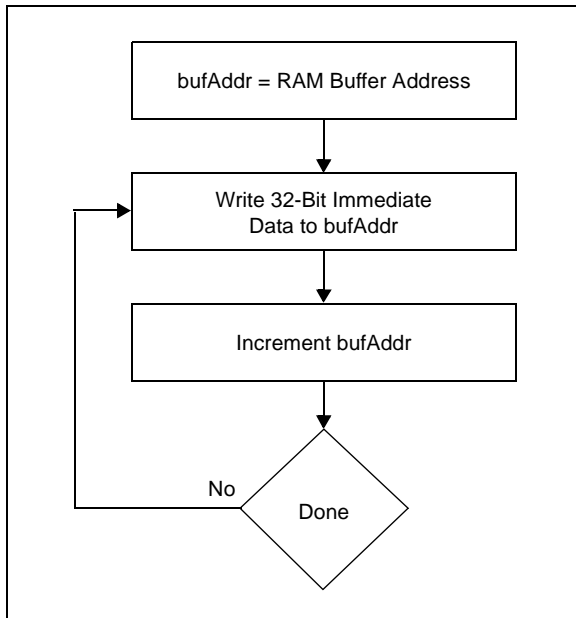 bufAddr = RAM Buffer Address
Write 32-Bit Immediate
Data to bufAddr
Increment bufAddr
No
Done